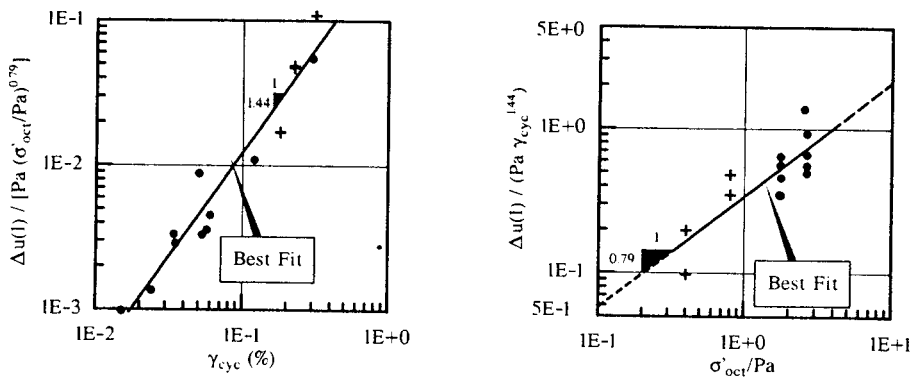 1E-1
1E-2
1E-3
Δu(1) / [Pa (σ'oct/Pa)^0.79]
1
1.44
Best Fit
1E-2
1E-1
1E+0
γcyc (%)
5E+0
1E+0
1E-1
5E-1
Δu(1) / (Pa γcyc^1.44)
1
0.79
Best Fit
1E-1
1E+0
1E+1
σ'oct/Pa